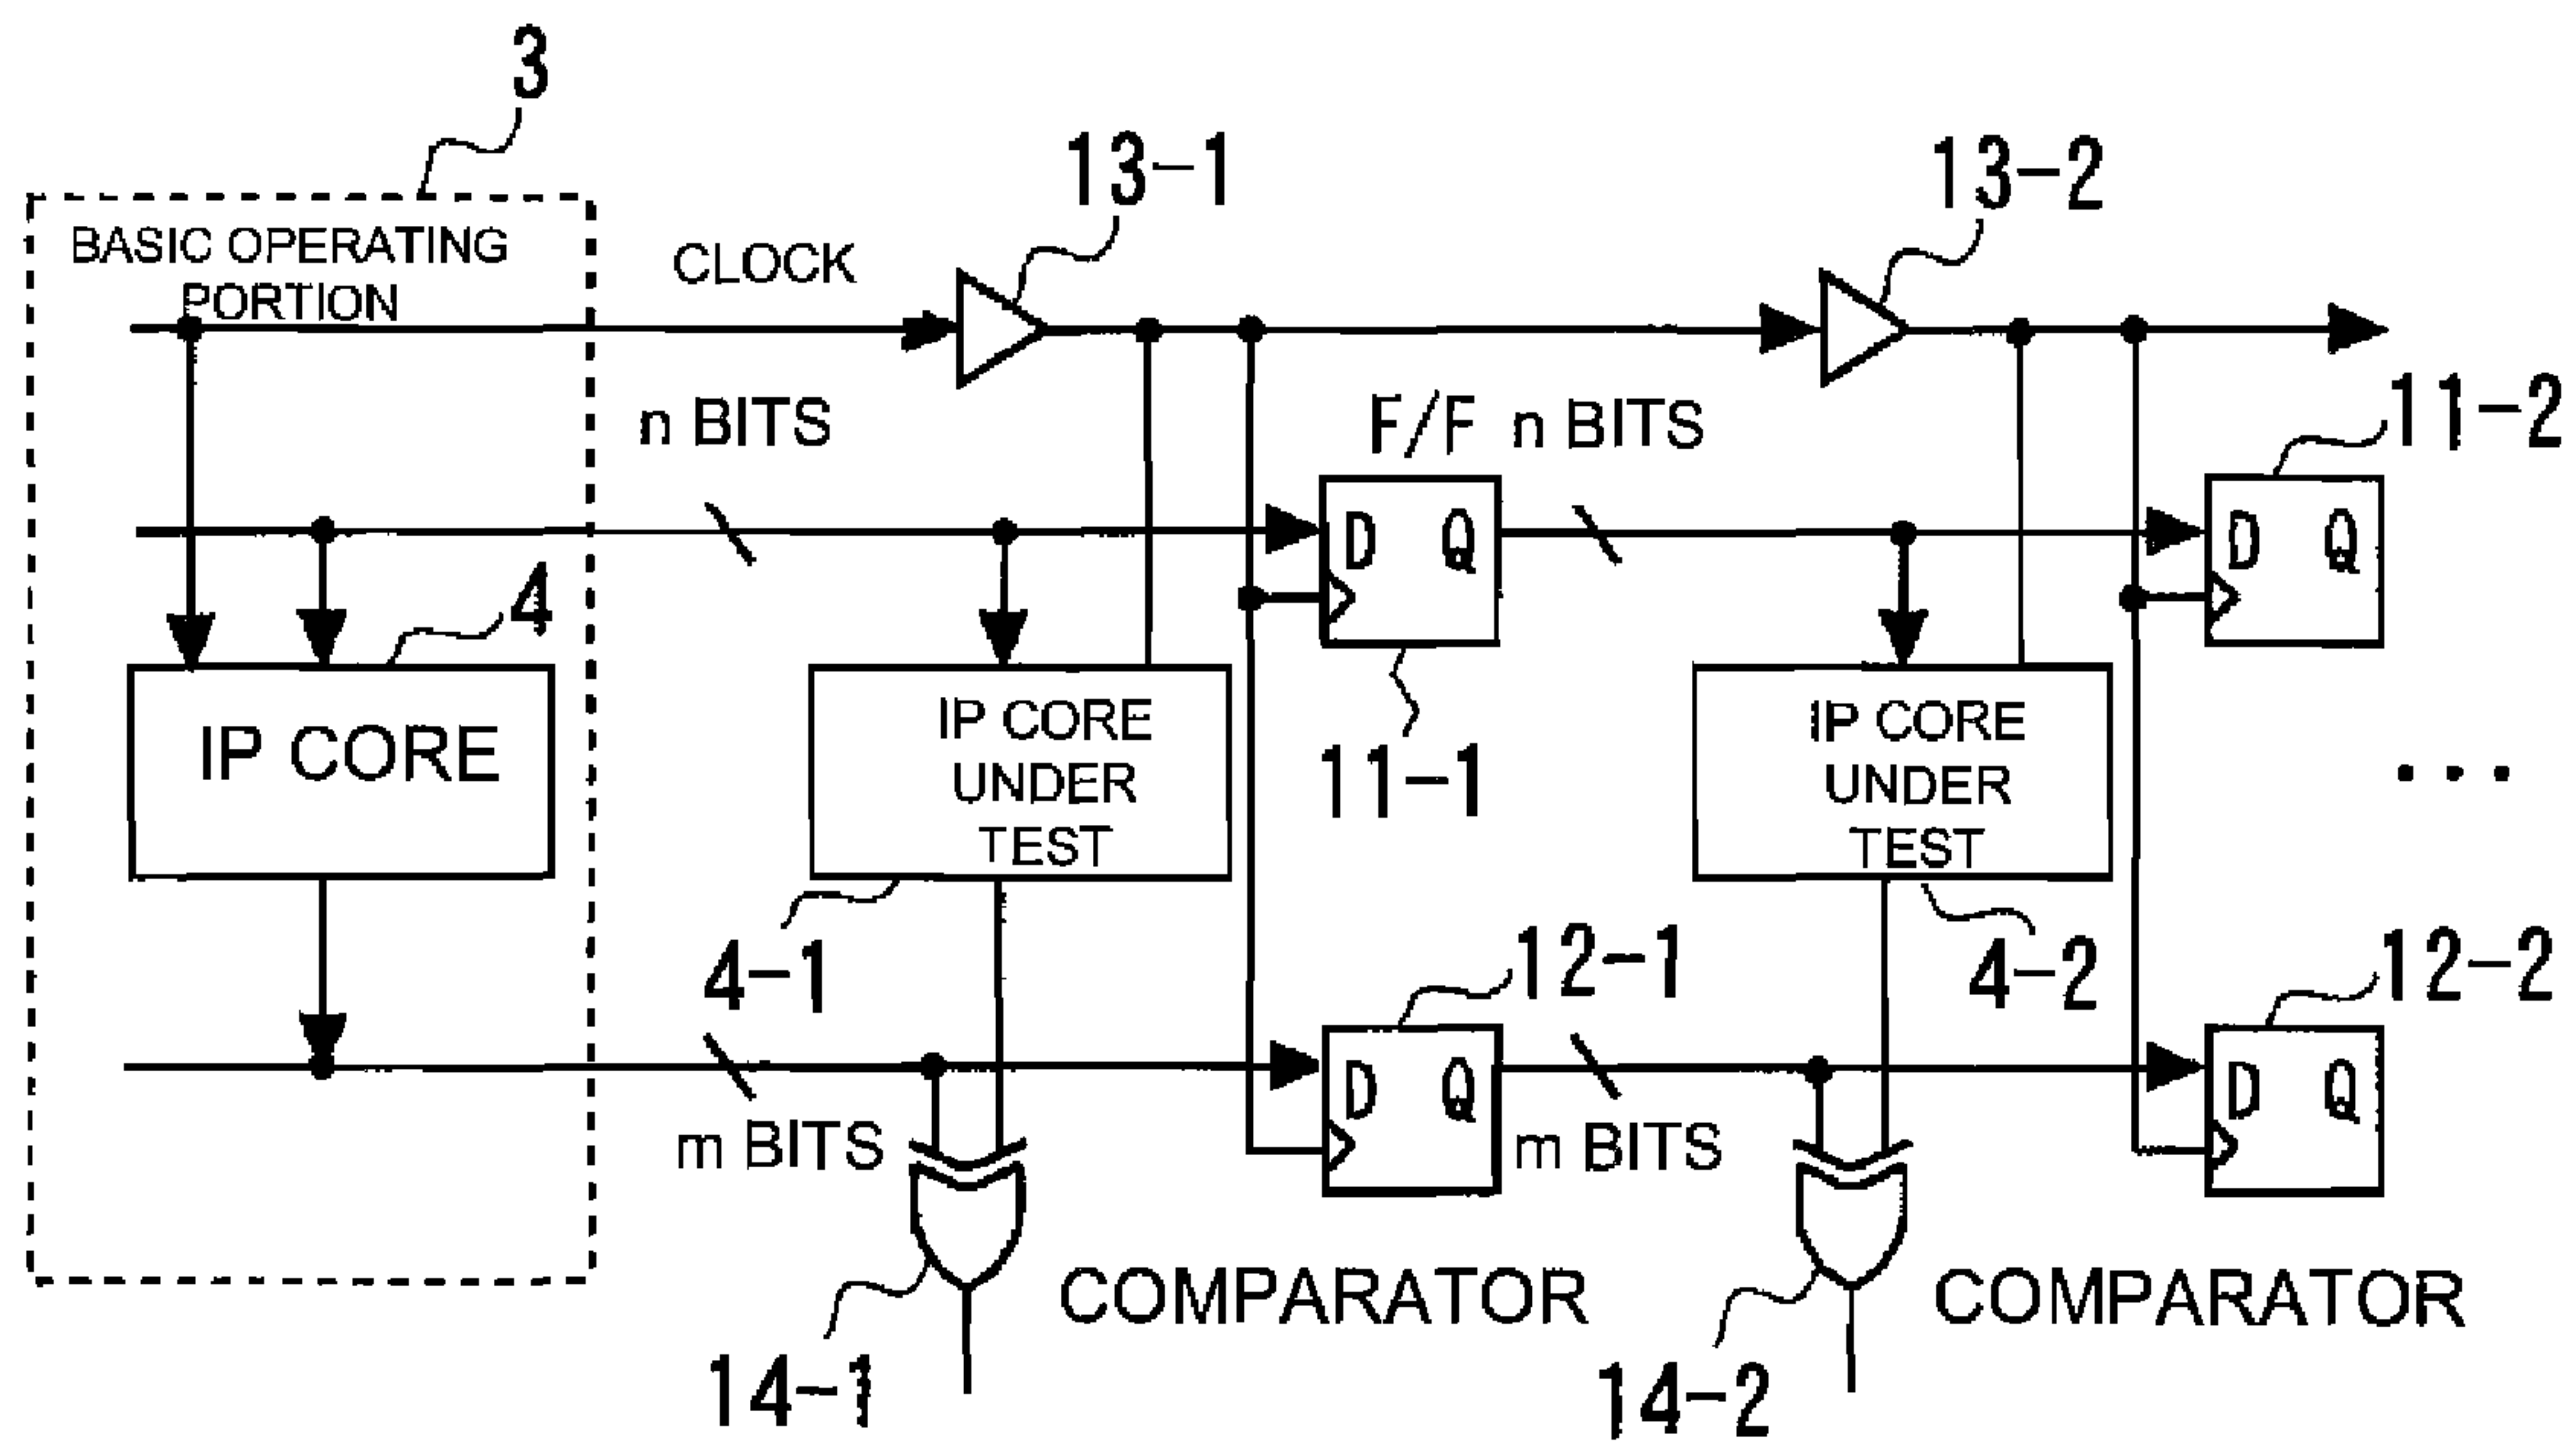 3
13-1
13-2
BASIC OPERATING
PORTION
CLOCK
n BITS
F/F
n BITS
11-2
D Q
D Q
4
IP CORE
IP CORE
UNDER
TEST
11-1
IP CORE
UNDER
TEST
...
4-1
12-1
4-2
12-2
D Q
D Q
m BITS
m BITS
COMPARATOR
COMPARATOR
14-1
14-2